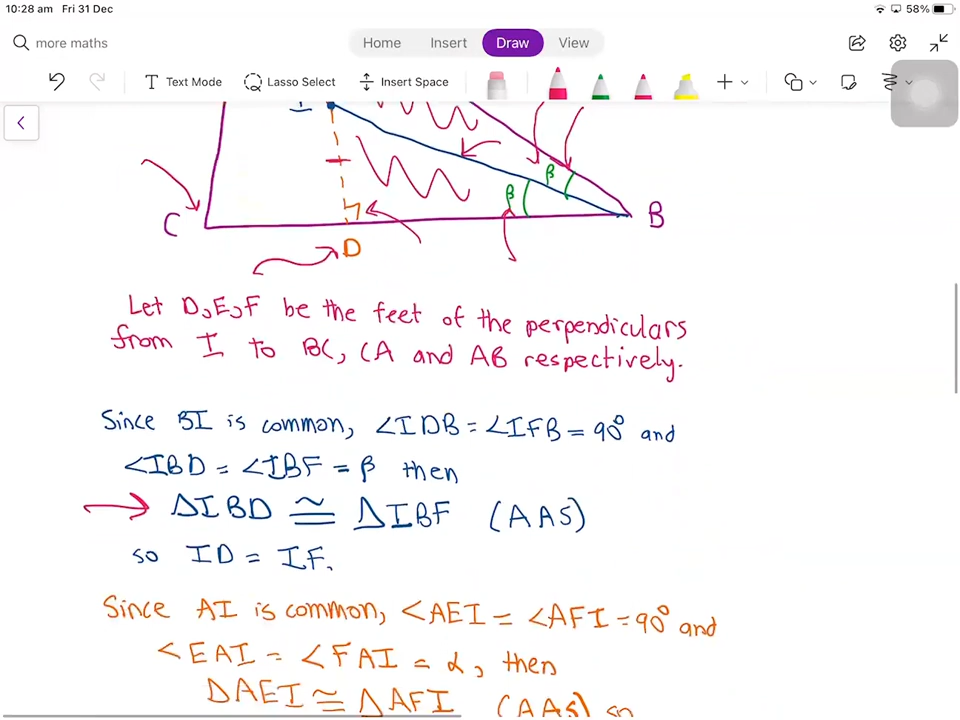 10:28 am Fri 31 Dec
58%
more maths
Home Insert Draw View
Text Mode Lasso Select Insert Space
I
β
β
C
B
D
Let D,E,F be the feet of the perpendiculars
from I to BC, CA and AB respectively.
Since BI is common, ∠IDB = ∠IFB = 90° and
∠IBD = ∠IBF = β then
→ ΔIBD ≅ ΔIBF (AAS)
so ID = IF.
Since AI is common, ∠AEI = ∠AFI = 90° and
∠EAI = ∠FAI = α, then
ΔAEI ≅ ΔAFI (AAS) so